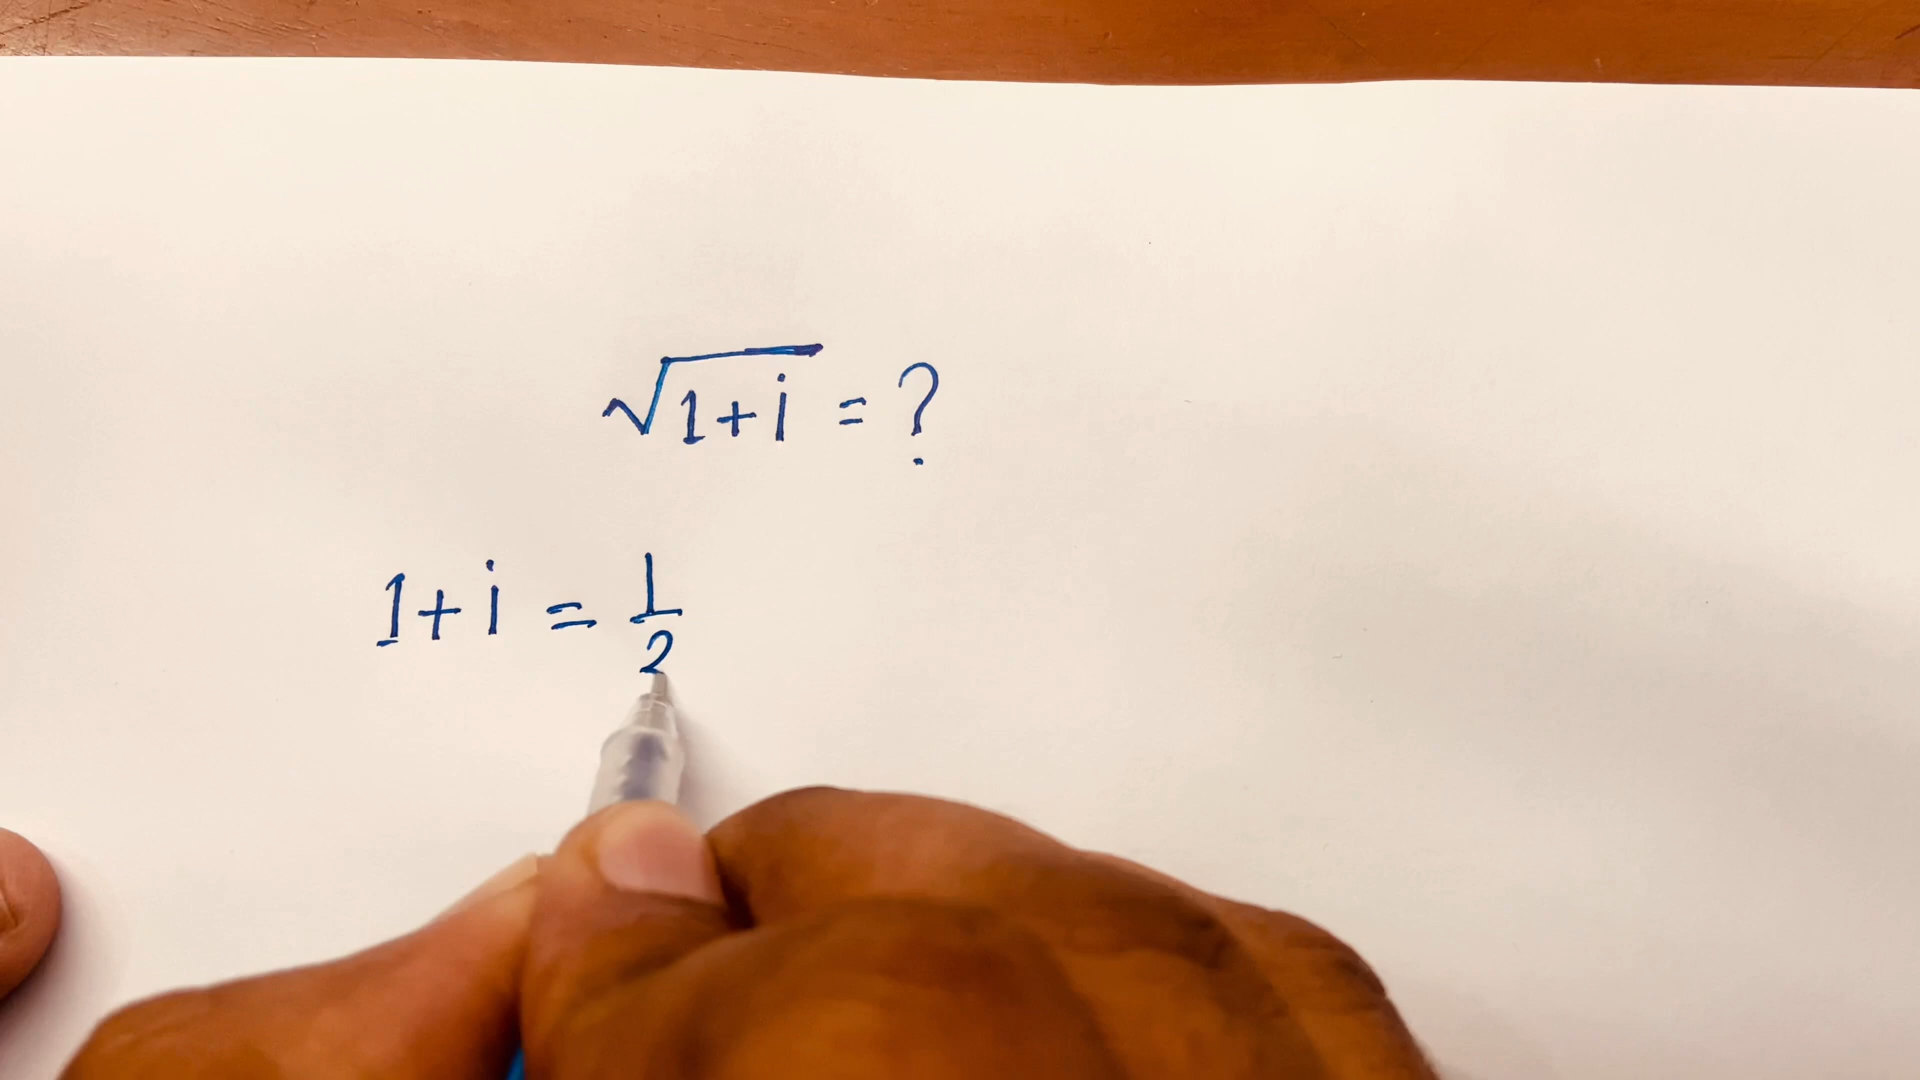 √1+i = ?
1+i = 1/2